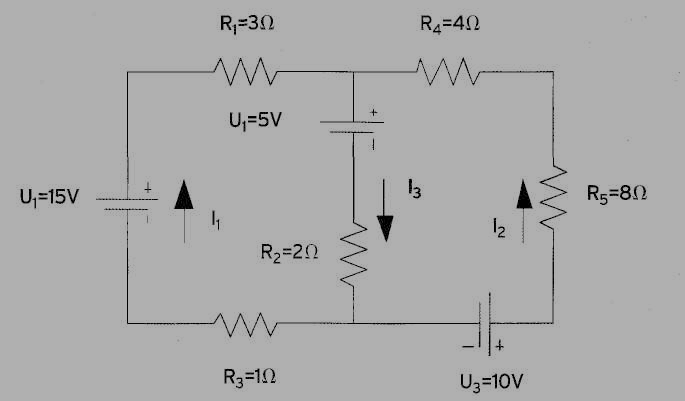 R₁=3Ω
R₄=4Ω
U₁=5V
+
U₁=15V
+
I₁
I₃
I₂
R₅=8Ω
R₂=2Ω
R₃=1Ω
− +
U₃=10V